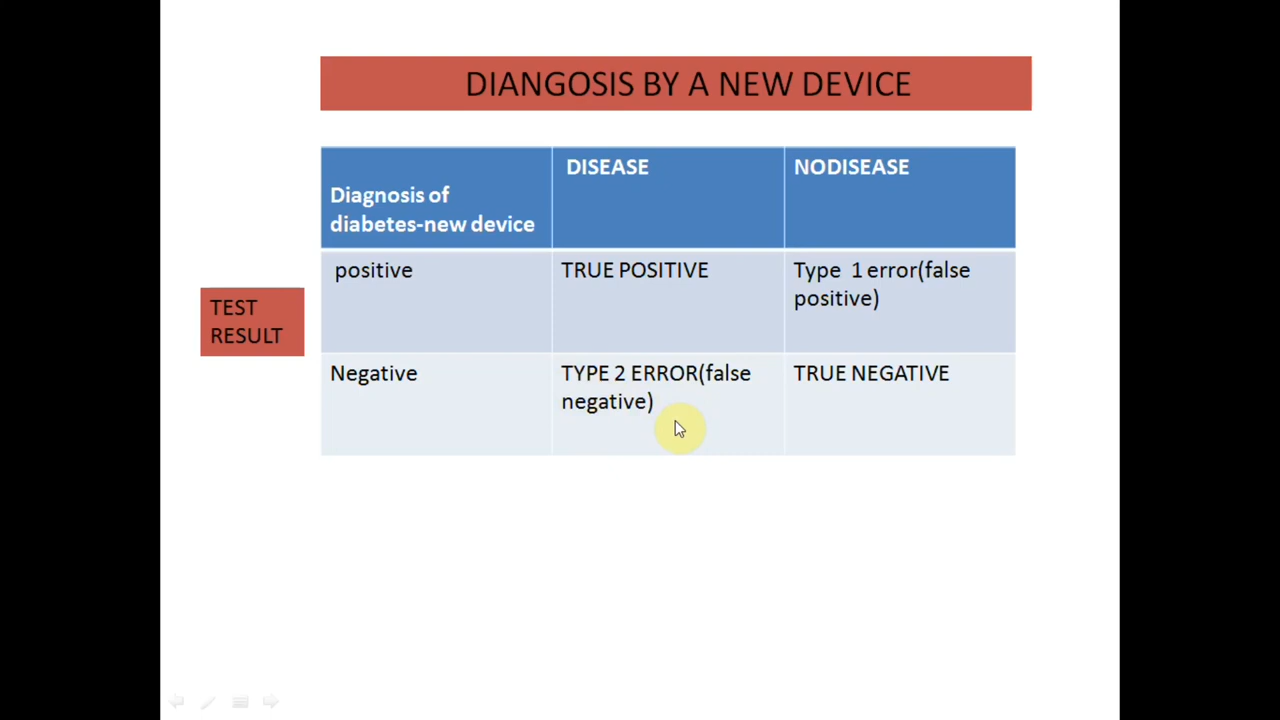 DIANGOSIS BY A NEW DEVICE
DISEASE
NODISEASE
Diagnosis of
diabetes-new device
positive
TRUE POSITIVE
Type 1 error(false
positive)
TEST
RESULT
Negative
TYPE 2 ERROR(false
negative)
TRUE NEGATIVE